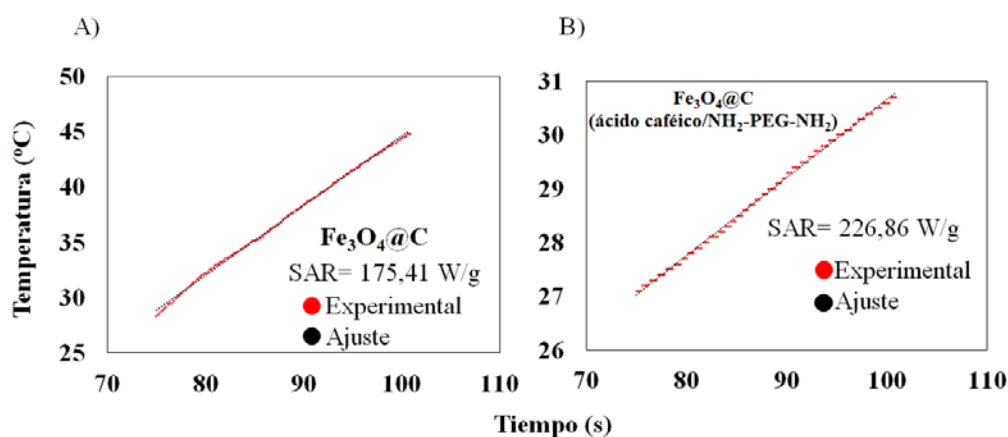 A)
50
45
40
35
30
25
70
80
90
100
110
Temperatura (ºC)
Fe₃O₄@C
SAR= 175,41 W/g
Experimental
Ajuste
B)
31
30
29
28
27
26
70
80
90
100
110
Fe₃O₄@C
(ácido caféico/NH₂-PEG-NH₂)
SAR= 226,86 W/g
Experimental
Ajuste
Tiempo (s)